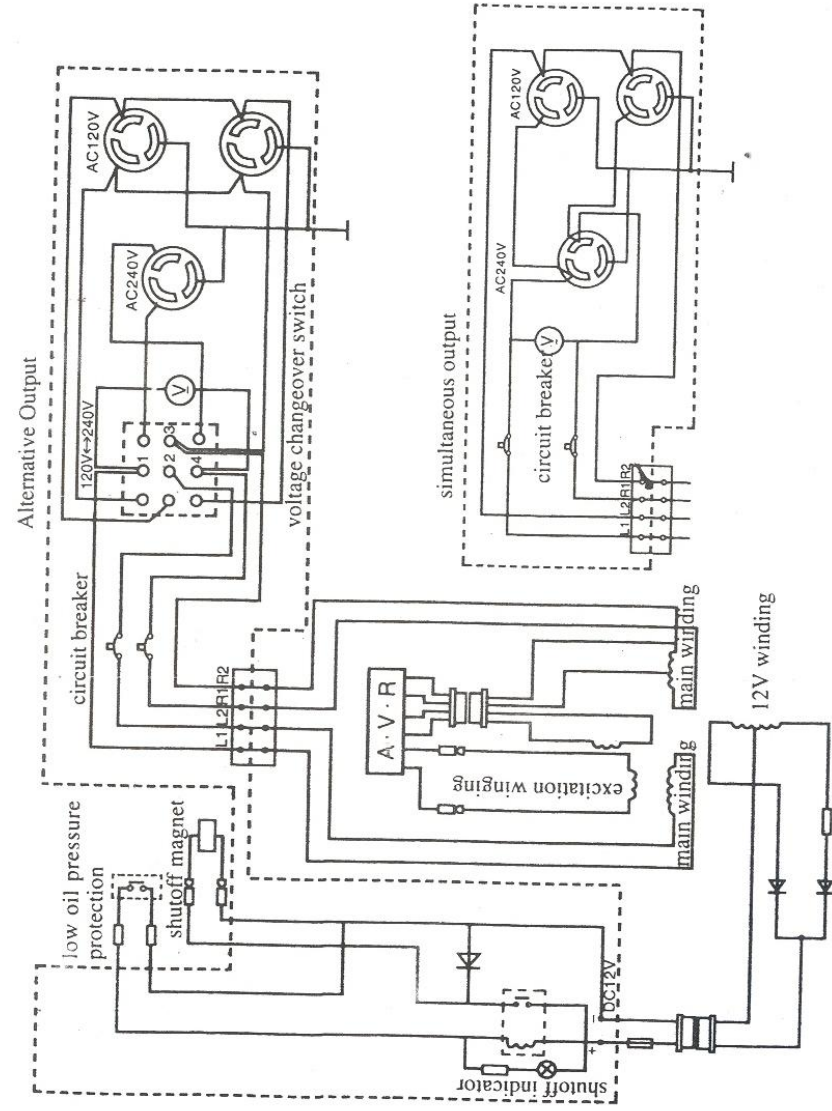 Alternative Output
120V↔240V
AC240V
AC120V
1
2
3
4
V
circuit breaker
voltage changeover switch
L1
L2
R1
R2
simultaneous output
AC240V
AC120V
V
circuit breaker
L1
L2
R1
R2
low oil pressure
protection
shutoff magnet
A·V·R
excitation winging
main winding
main winding
12V winding
shutoff indicator
+
−
DC12V